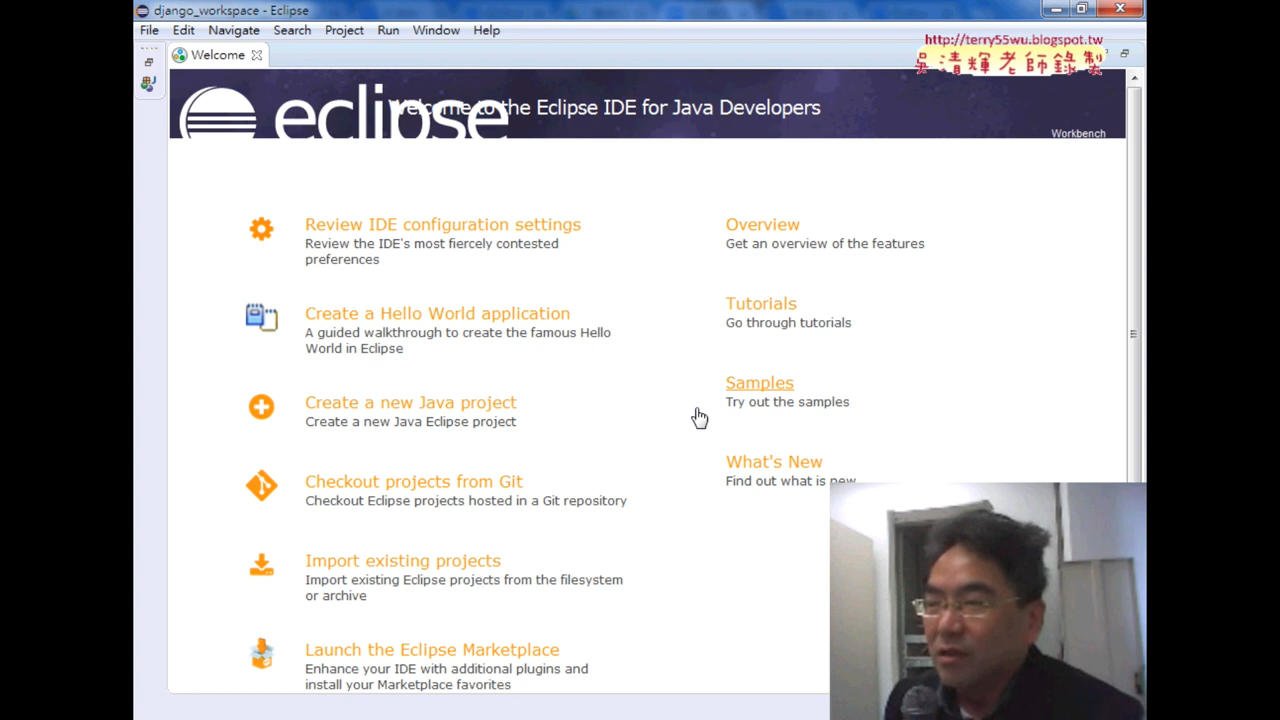 django_workspace - Eclipse
File Edit Navigate Search Project Run Window Help
http://terry55wu.blogspot.tw
吳清輝老師錄製
Welcome
eclipse
Welcome to the Eclipse IDE for Java Developers
Workbench
Review IDE configuration settings
Review the IDE's most fiercely contested
preferences
Create a Hello World application
A guided walkthrough to create the famous Hello
World in Eclipse
Create a new Java project
Create a new Java Eclipse project
Checkout projects from Git
Checkout Eclipse projects hosted in a Git repository
Import existing projects
Import existing Eclipse projects from the filesystem
or archive
Launch the Eclipse Marketplace
Enhance your IDE with additional plugins and
install your Marketplace favorites
Overview
Get an overview of the features
Tutorials
Go through tutorials
Samples
Try out the samples
What's New
Find out what is new